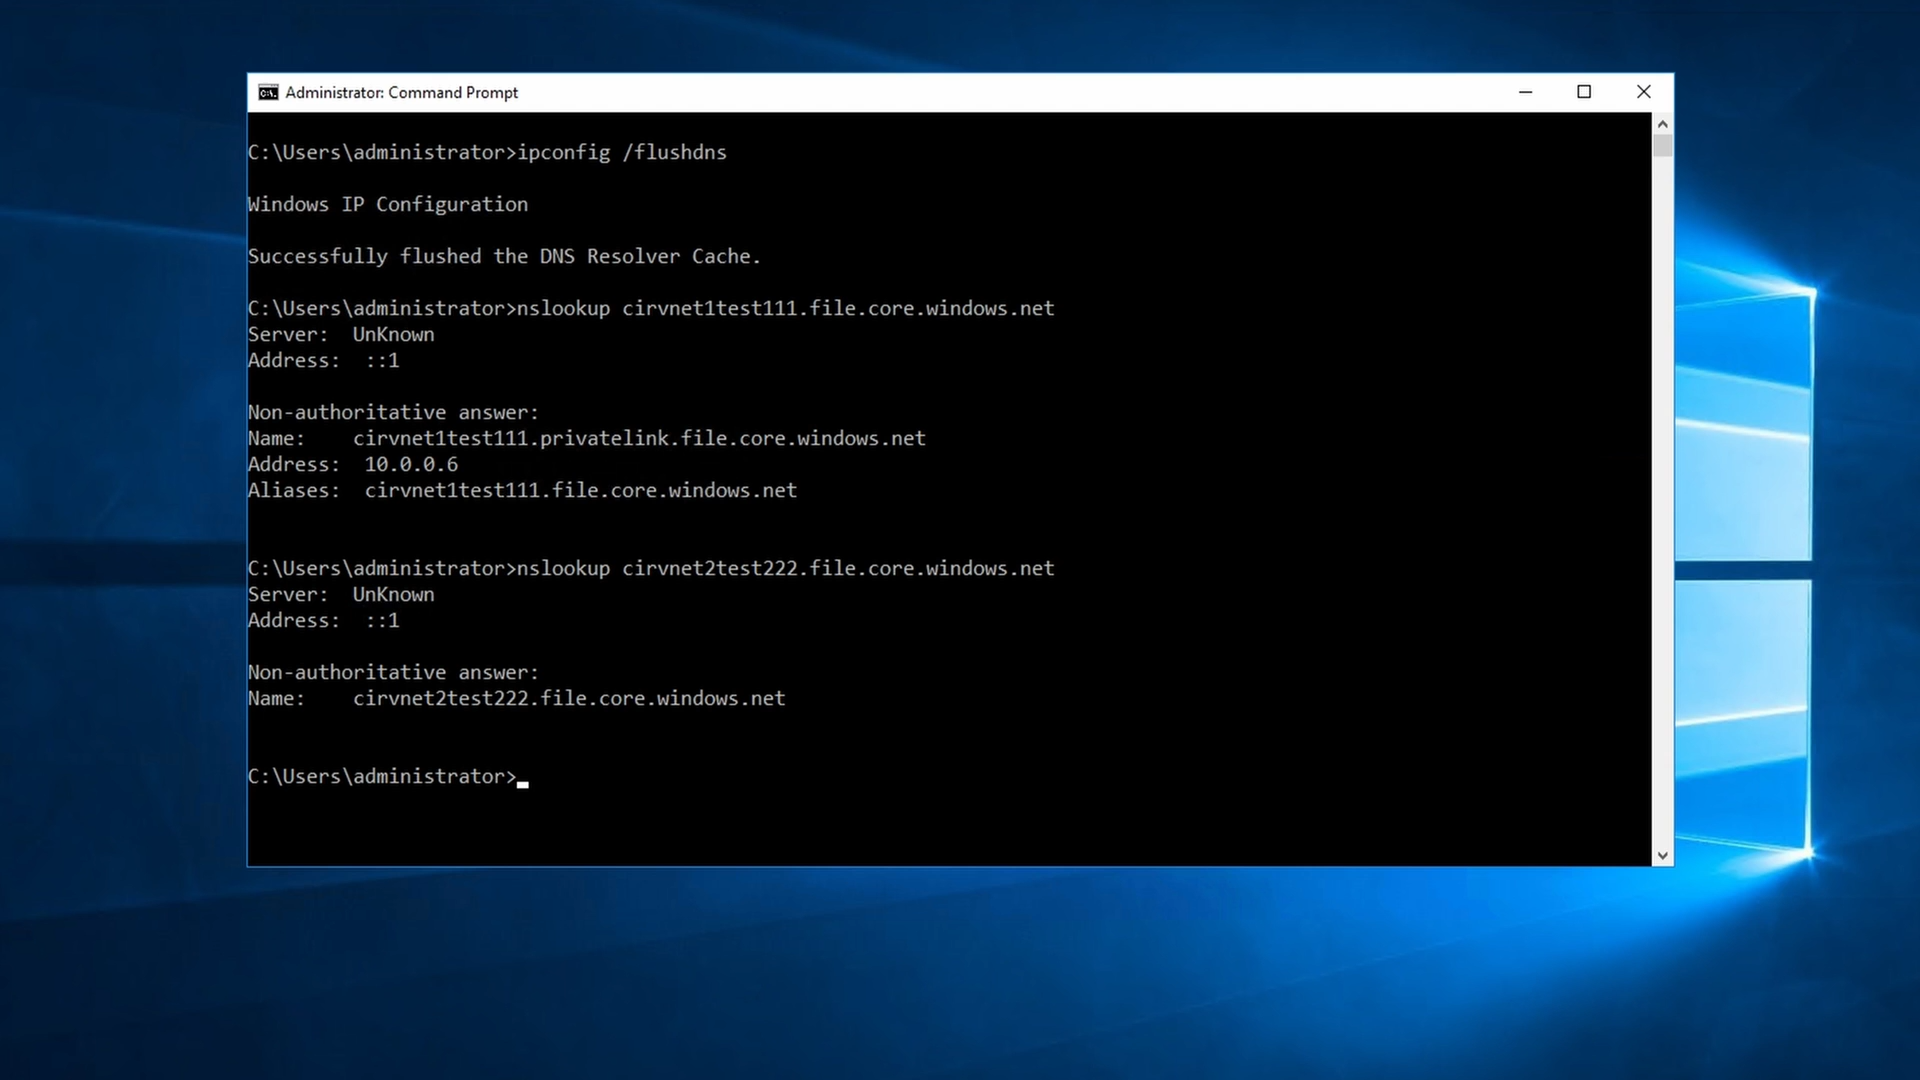 Administrator: Command Prompt
C:\Users\administrator>ipconfig /flushdns
Windows IP Configuration
Successfully flushed the DNS Resolver Cache.
C:\Users\administrator>nslookup cirvnet1test111.file.core.windows.net
Server:  UnKnown
Address:  ::1
Non-authoritative answer:
Name:    cirvnet1test111.privatelink.file.core.windows.net
Address:  10.0.0.6
Aliases:  cirvnet1test111.file.core.windows.net
C:\Users\administrator>nslookup cirvnet2test222.file.core.windows.net
Server:  UnKnown
Address:  ::1
Non-authoritative answer:
Name:    cirvnet2test222.file.core.windows.net
C:\Users\administrator>